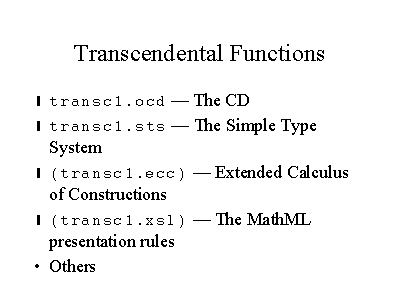 Transcendental Functions
❙ transc1.ocd — The CD
❙ transc1.sts — The Simple Type
System
❙ (transc1.ecc) — Extended Calculus
of Constructions
❙ (transc1.xsl) — The MathML
presentation rules
• Others